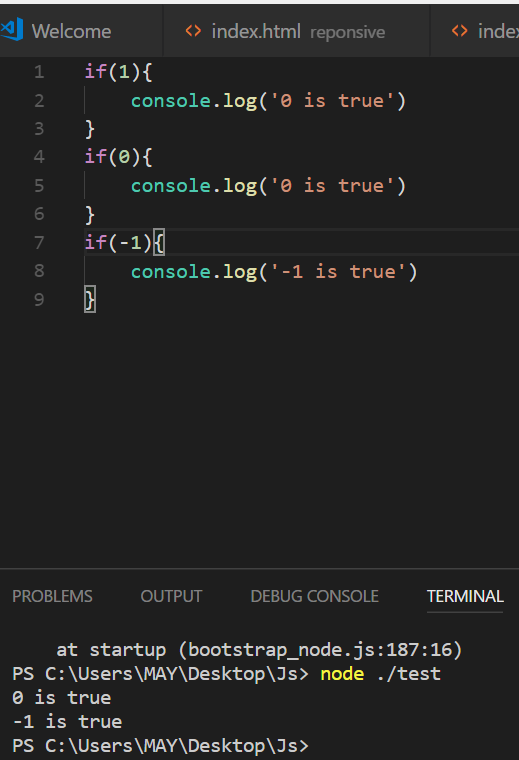 Welcome
<> index.html reponsive
<> inde
1 if(1){
2 console.log('0 is true')
3 }
4 if(0){
5 console.log('0 is true')
6 }
7 if(-1){
8 console.log('-1 is true')
9 }
PROBLEMS OUTPUT DEBUG CONSOLE TERMINAL
at startup (bootstrap_node.js:187:16)
PS C:\Users\MAY\Desktop\Js> node ./test
0 is true
-1 is true
PS C:\Users\MAY\Desktop\Js>